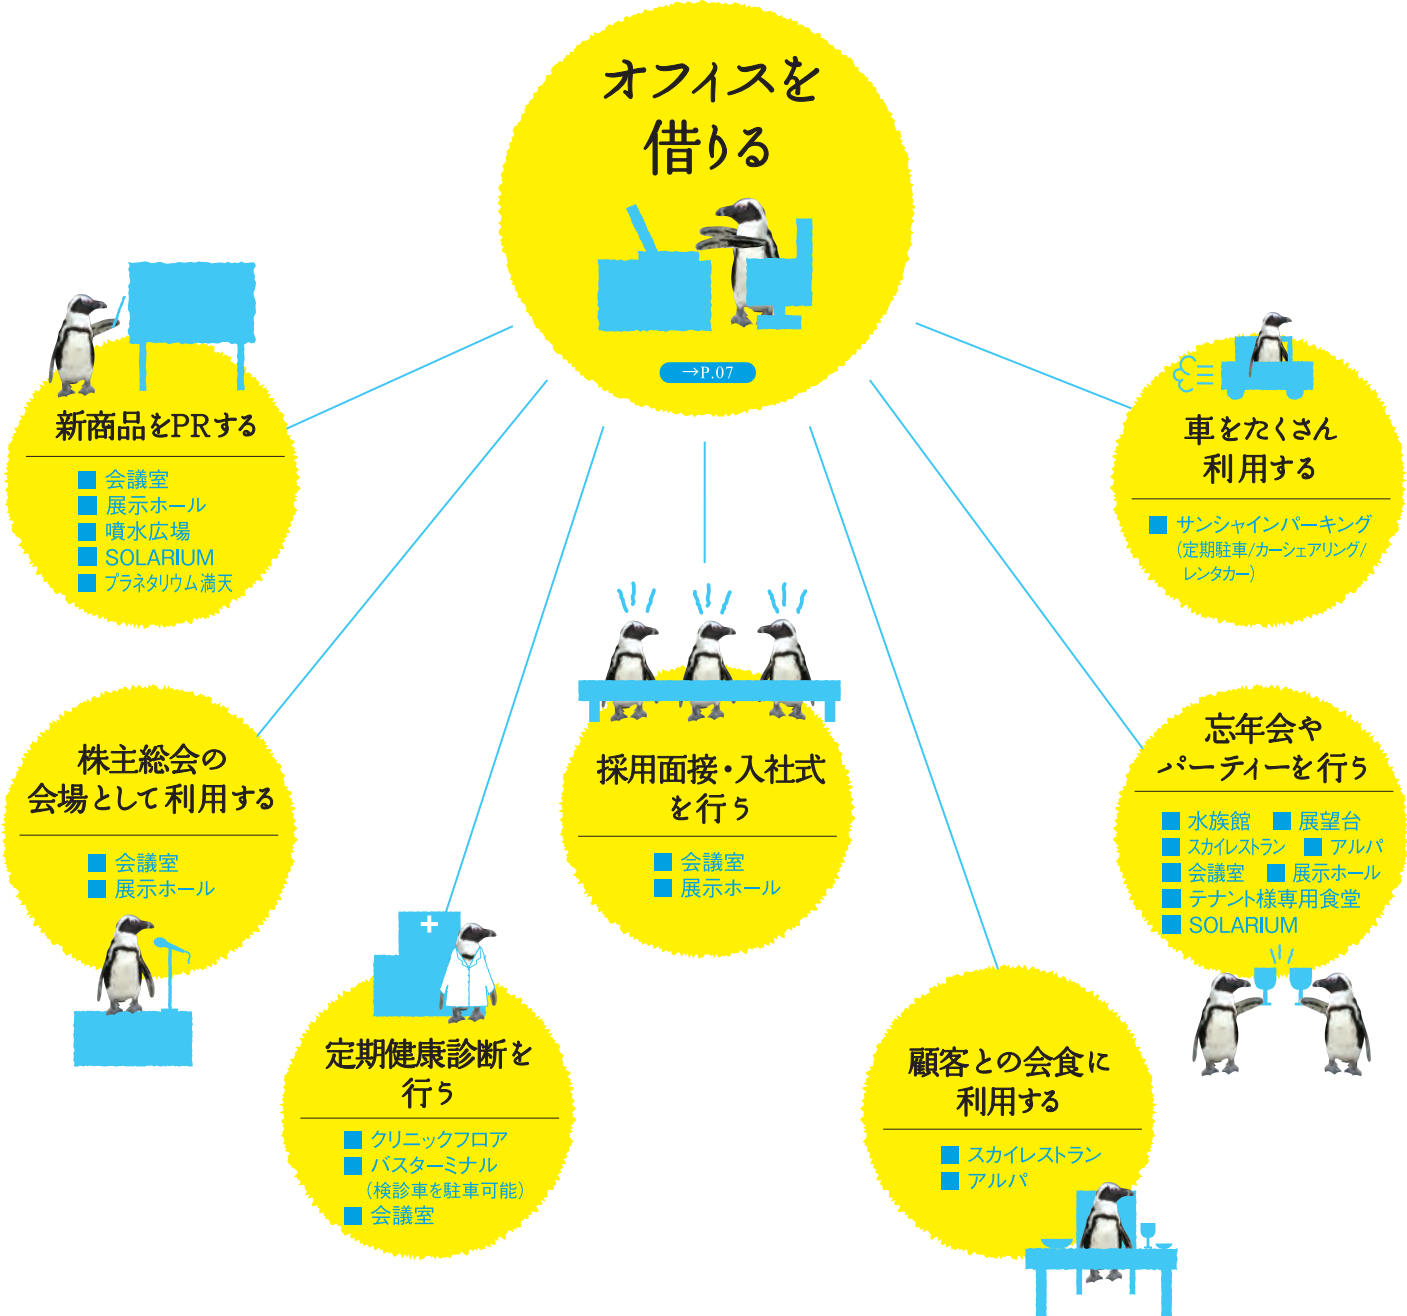 オフィスを
借りる
→P.07
新商品をPRする
会議室
展示ホール
噴水広場
SOLARIUM
プラネタリウム満天
車をたくさん
利用する
サンシャインパーキング
(定期駐車/カーシェアリング/
レンタカー)
株主総会の
会場として利用する
会議室
展示ホール
採用面接・入社式
を行う
会議室
展示ホール
忘年会や
パーティーを行う
水族館 展望台
スカイレストラン アルパ
会議室 展示ホール
テナント様専用食堂
SOLARIUM
定期健康診断を
行う
クリニックフロア
バスターミナル
(検診車を駐車可能)
会議室
顧客との会食に
利用する
スカイレストラン
アルパ